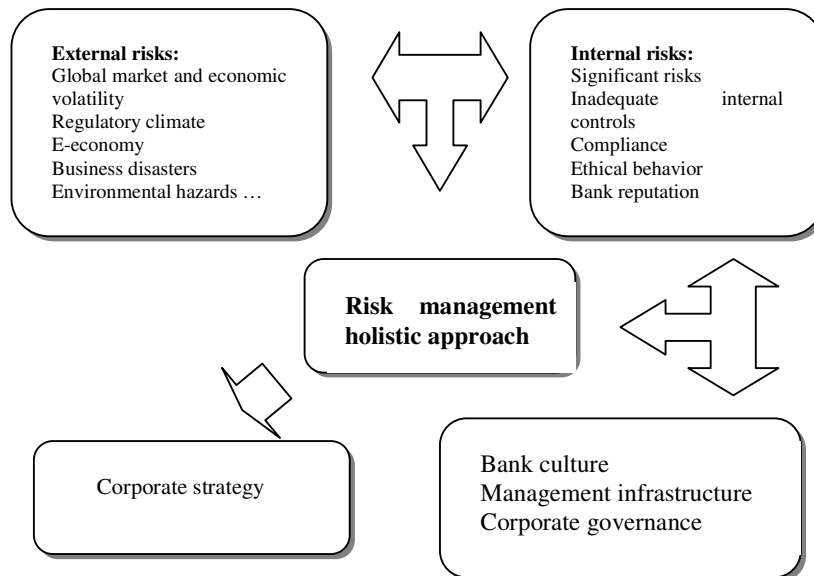 External risks:
Global market and economic
volatility
Regulatory climate
E-economy
Business disasters
Environmental hazards …
Internal risks:
Significant risks
Inadequate internal
controls
Compliance
Ethical behavior
Bank reputation
Risk management
holistic approach
Corporate strategy
Bank culture
Management infrastructure
Corporate governance